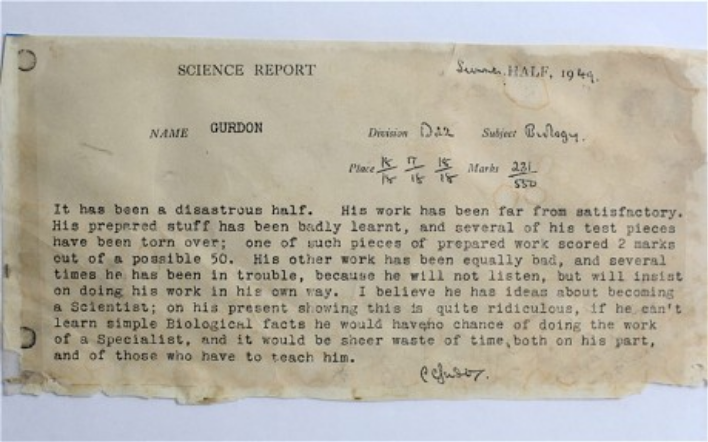 SCIENCE REPORT Summer HALF, 1949.
NAME GURDON Division D22 Subject Biology.
Place 18/18 17/18 18/18 Marks 231/550
It has been a disastrous half. His work has been far from satisfactory.
His prepared stuff has been badly learnt, and several of his test pieces
have been torn over; one of such pieces of prepared work scored 2 marks
out of a possible 50. His other work has been equally bad, and several
times he has been in trouble, because he will not listen, but will insist
on doing his work in his own way. I believe he has ideas about becoming
a Scientist; on his present showing this is quite ridiculous, if he can't
learn simple Biological facts he would have no chance of doing the work
of a Specialist, and it would be sheer waste of time, both on his part,
and of those who have to teach him.